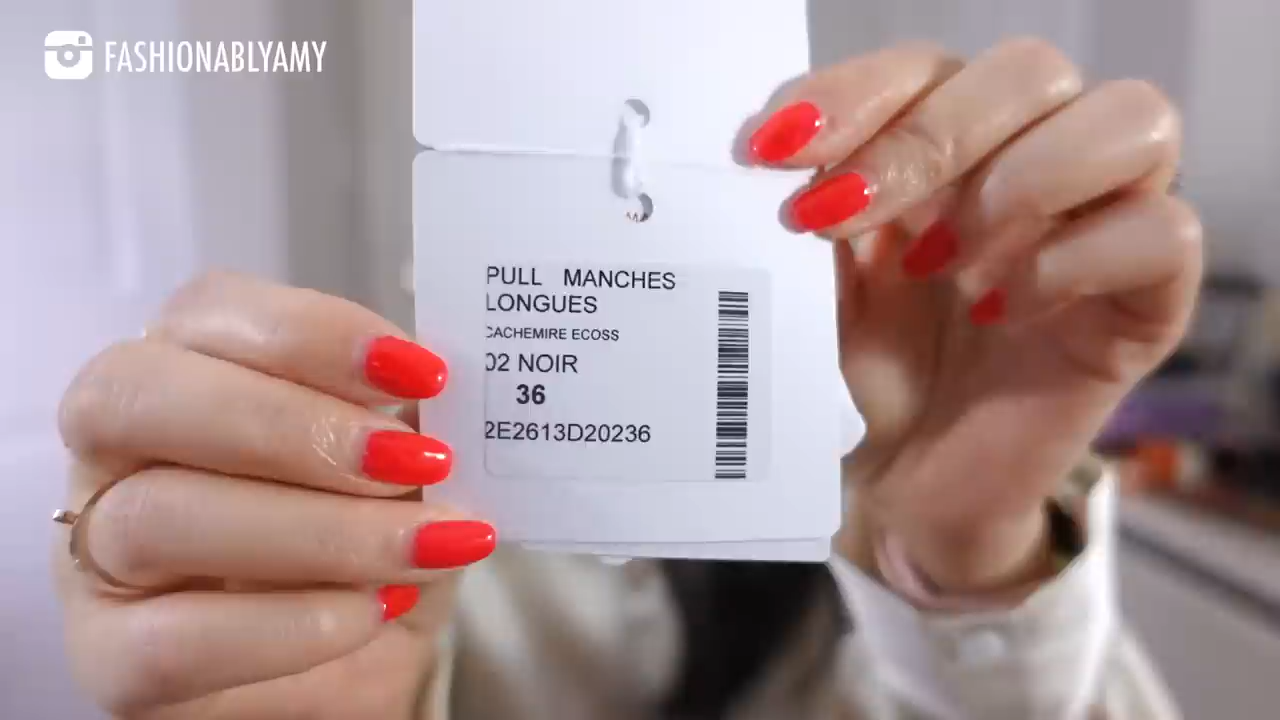 FASHIONABLYAMY
PULL MANCHES
LONGUES
CACHEMIRE ECOSS
02 NOIR
36
2E2613D20236